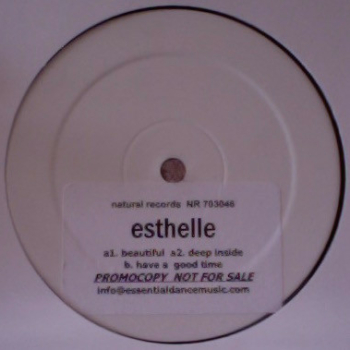 natural records NR 703046
esthelle
a1. beautiful a2. deep inside
b. have a good time
PROMOCOPY NOT FOR SALE
info@essentialdancemusic.com